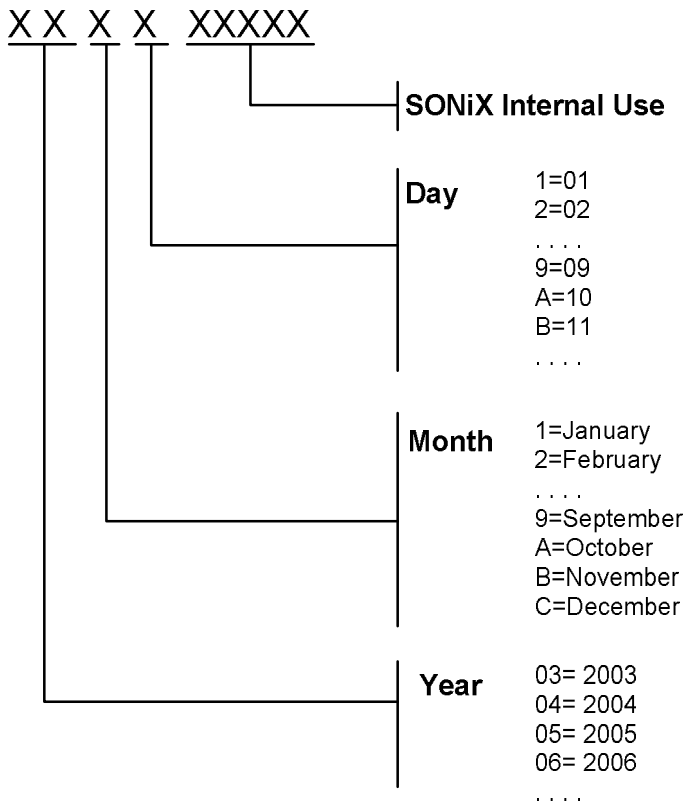 X X X X XXXXX
SONiX Internal Use
Day
1=01
2=02
. . . .
9=09
A=10
B=11
. . . .
Month
1=January
2=February
. . . .
9=September
A=October
B=November
C=December
Year
03= 2003
04= 2004
05= 2005
06= 2006
. . . .